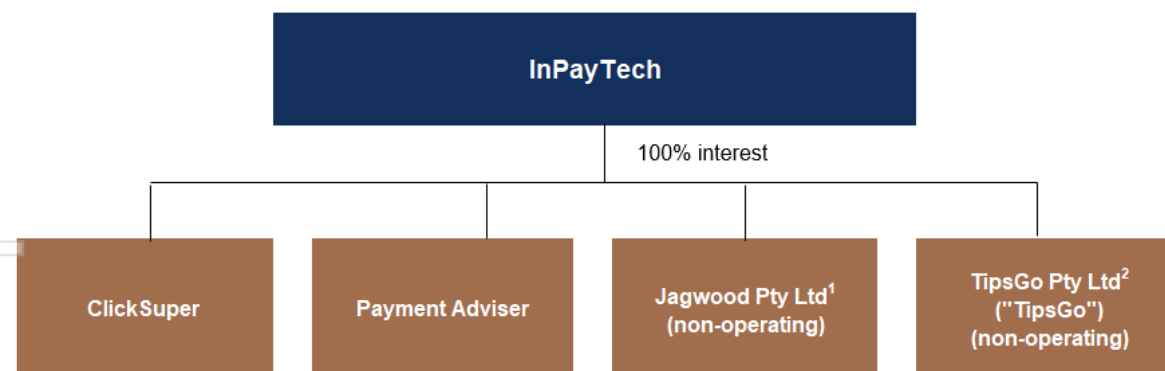 InPayTech
100% interest
ClickSuper
Payment Adviser
Jagwood Pty Ltd¹
(non-operating)
TipsGo Pty Ltd²
("TipsGo")
(non-operating)